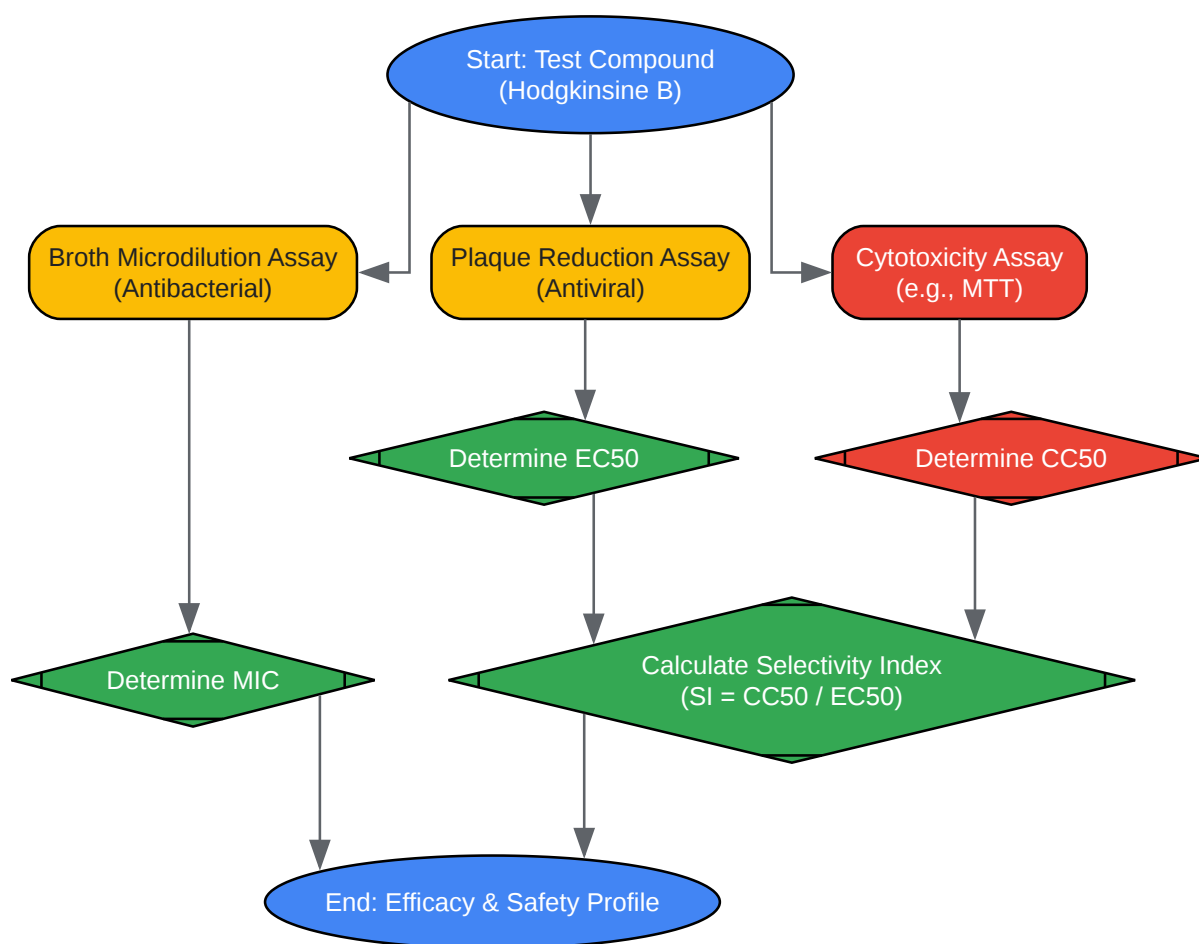 Start: Test Compound
(Hodgkinsine B)
Broth Microdilution Assay
(Antibacterial)
Plaque Reduction Assay
(Antiviral)
Cytotoxicity Assay
(e.g., MTT)
Determine EC50
Determine CC50
Determine MIC
Calculate Selectivity Index
(SI = CC50 / EC50)
End: Efficacy & Safety Profile